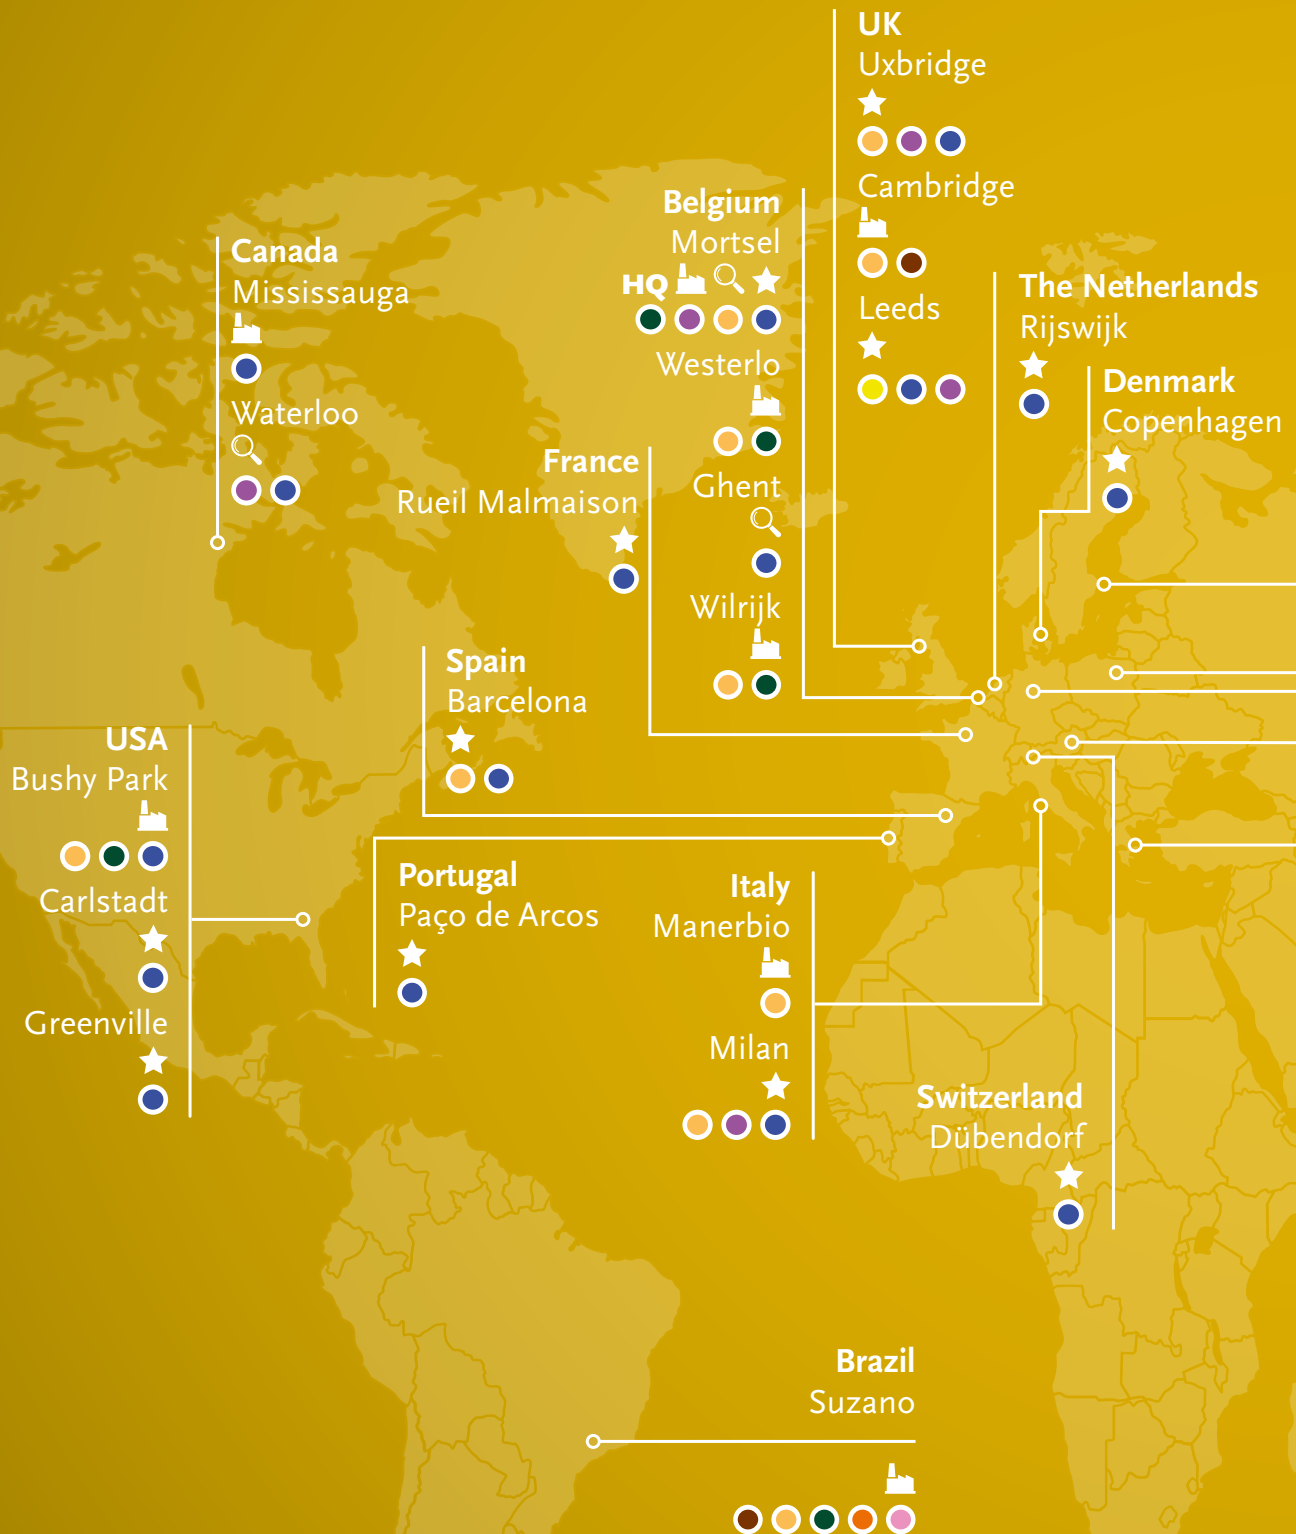 UK
Uxbridge
Cambridge
Leeds
Belgium
Mortsel
HQ
Westerlo
Ghent
Wilrijk
Canada
Mississauga
Waterloo
The Netherlands
Rijswijk
Denmark
Copenhagen
France
Rueil Malmaison
Spain
Barcelona
USA
Bushy Park
Carlstadt
Greenville
Portugal
Paço de Arcos
Italy
Manerbio
Milan
Switzerland
Dübendorf
Brazil
Suzano